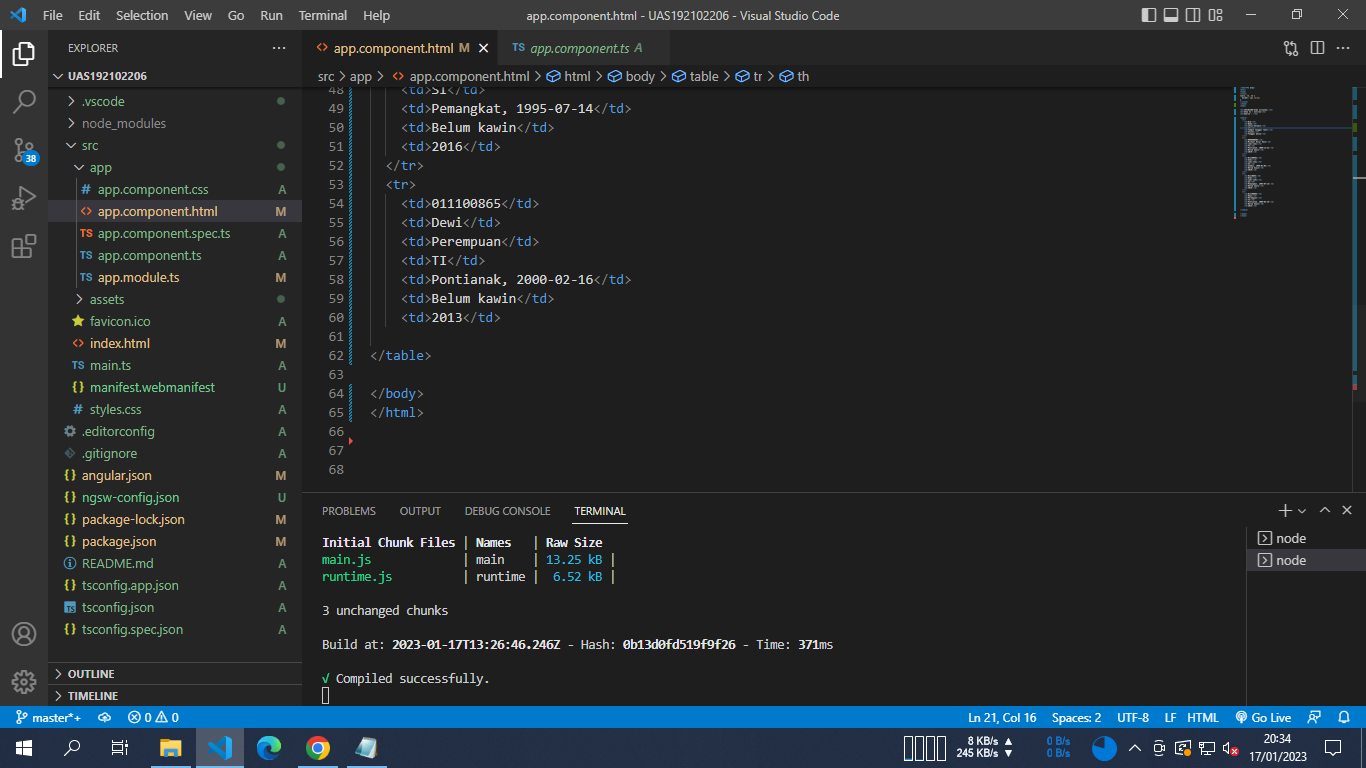 File Edit Selection View Go Run Terminal Help app.component.html - UAS192102206 - Visual Studio Code
EXPLORER
UAS192102206
.vscode
node_modules
src
app
app.component.css A
app.component.html M
app.component.spec.ts A
app.component.ts A
app.module.ts M
assets
favicon.ico A
index.html M
main.ts A
manifest.webmanifest U
styles.css A
.editorconfig A
.gitignore A
angular.json M
ngsw-config.json U
package-lock.json M
package.json M
README.md A
tsconfig.app.json A
tsconfig.json A
tsconfig.spec.json A
OUTLINE
TIMELINE
38
app.component.html M TS app.component.ts A
src > app > app.component.html > html > body > table > tr > th
48 <td>SI</td>
49 <td>Pemangkat, 1995-07-14</td>
50 <td>Belum kawin</td>
51 <td>2016</td>
52 </tr>
53 <tr>
54 <td>011100865</td>
55 <td>Dewi</td>
56 <td>Perempuan</td>
57 <td>TI</td>
58 <td>Pontianak, 2000-02-16</td>
59 <td>Belum kawin</td>
60 <td>2013</td>
61
62 </table>
63
64 </body>
65 </html>
66
67
68
PROBLEMS OUTPUT DEBUG CONSOLE TERMINAL
Initial Chunk Files | Names | Raw Size
main.js | main | 13.25 kB |
runtime.js | runtime | 6.52 kB |
3 unchanged chunks
Build at: 2023-01-17T13:26:46.246Z - Hash: 0b13d0fd519f9f26 - Time: 371ms
√ Compiled successfully.
node
node
master*+ 0 0 Ln 21, Col 16 Spaces: 2 UTF-8 LF HTML Go Live
8 KB/s 0 B/s 20:34
245 KB/s 0 B/s 17/01/2023